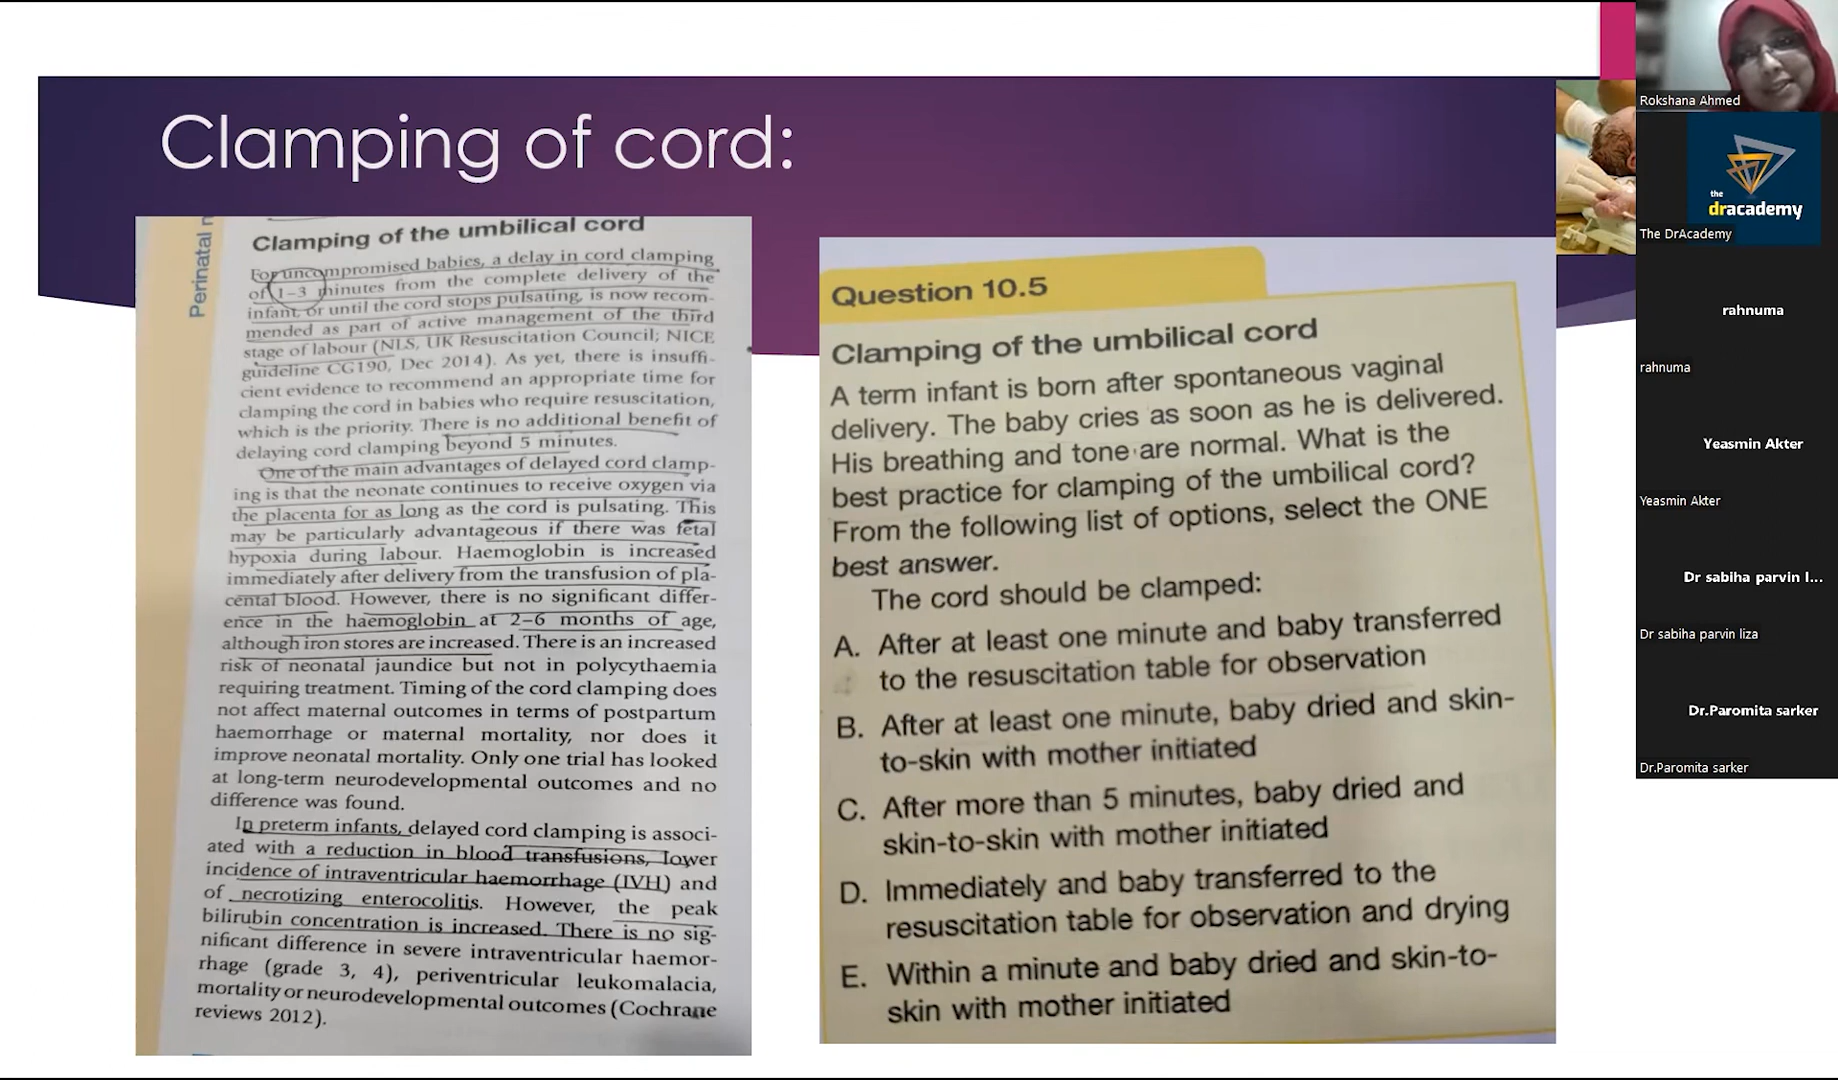 Clamping of cord:
Perinatal
Clamping of the umbilical cord
For uncompromised babies, a delay in cord clamping
of 1–3 minutes from the complete delivery of the
infant, or until the cord stops pulsating, is now recom-
mended as part of active management of the third
stage of labour (NLS, UK Resuscitation Council; NICE
guideline CG190, Dec 2014). As yet, there is insuffi-
cient evidence to recommend an appropriate time for
clamping the cord in babies who require resuscitation,
which is the priority. There is no additional benefit of
delaying cord clamping beyond 5 minutes.
One of the main advantages of delayed cord clamp-
ing is that the neonate continues to receive oxygen via
the placenta for as long as the cord is pulsating. This
may be particularly advantageous if there was fetal
hypoxia during labour. Haemoglobin is increased
immediately after delivery from the transfusion of pla-
cental blood. However, there is no significant differ-
ence in the haemoglobin at 2–6 months of age,
although iron stores are increased. There is an increased
risk of neonatal jaundice but not in polycythaemia
requiring treatment. Timing of the cord clamping does
not affect maternal outcomes in terms of postpartum
haemorrhage or maternal mortality, nor does it
improve neonatal mortality. Only one trial has looked
at long-term neurodevelopmental outcomes and no
difference was found.
In preterm infants, delayed cord clamping is associ-
ated with a reduction in blood transfusions, lower
incidence of intraventricular haemorrhage (IVH) and
of necrotizing enterocolitis. However, the peak
bilirubin concentration is increased. There is no sig-
nificant difference in severe intraventricular haemor-
rhage (grade 3, 4), periventricular leukomalacia,
mortality or neurodevelopmental outcomes (Cochrane
reviews 2012).
Question 10.5
Clamping of the umbilical cord
A term infant is born after spontaneous vaginal
delivery. The baby cries as soon as he is delivered.
His breathing and tone are normal. What is the
best practice for clamping of the umbilical cord?
From the following list of options, select the ONE
best answer.
The cord should be clamped:
A. After at least one minute and baby transferred
to the resuscitation table for observation
B. After at least one minute, baby dried and skin-
to-skin with mother initiated
C. After more than 5 minutes, baby dried and
skin-to-skin with mother initiated
D. Immediately and baby transferred to the
resuscitation table for observation and drying
E. Within a minute and baby dried and skin-to-
skin with mother initiated
Rokshana Ahmed
the
dracademy
The DrAcademy
rahnuma
rahnuma
Yeasmin Akter
Yeasmin Akter
Dr sabiha parvin l...
Dr sabiha parvin liza
Dr.Paromita sarker
Dr.Paromita sarker